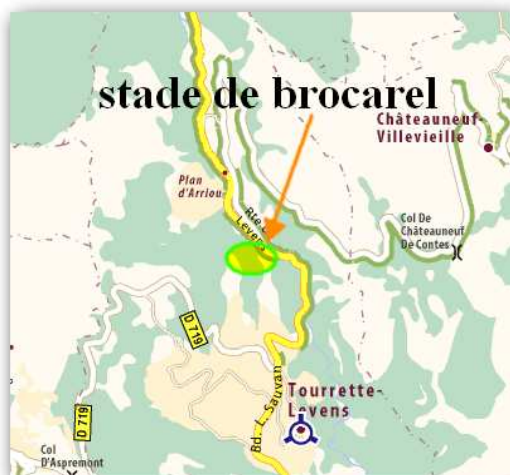 stade de brocarel
Châteauneuf-
Villevieille
Plan
d'Arriou
Rte
Levens
Col De
Châteauneuf
De Contes
D 719
D 719
Bd. L. Sauvan
Tourrette-
Levens
Col
D'Aspremont